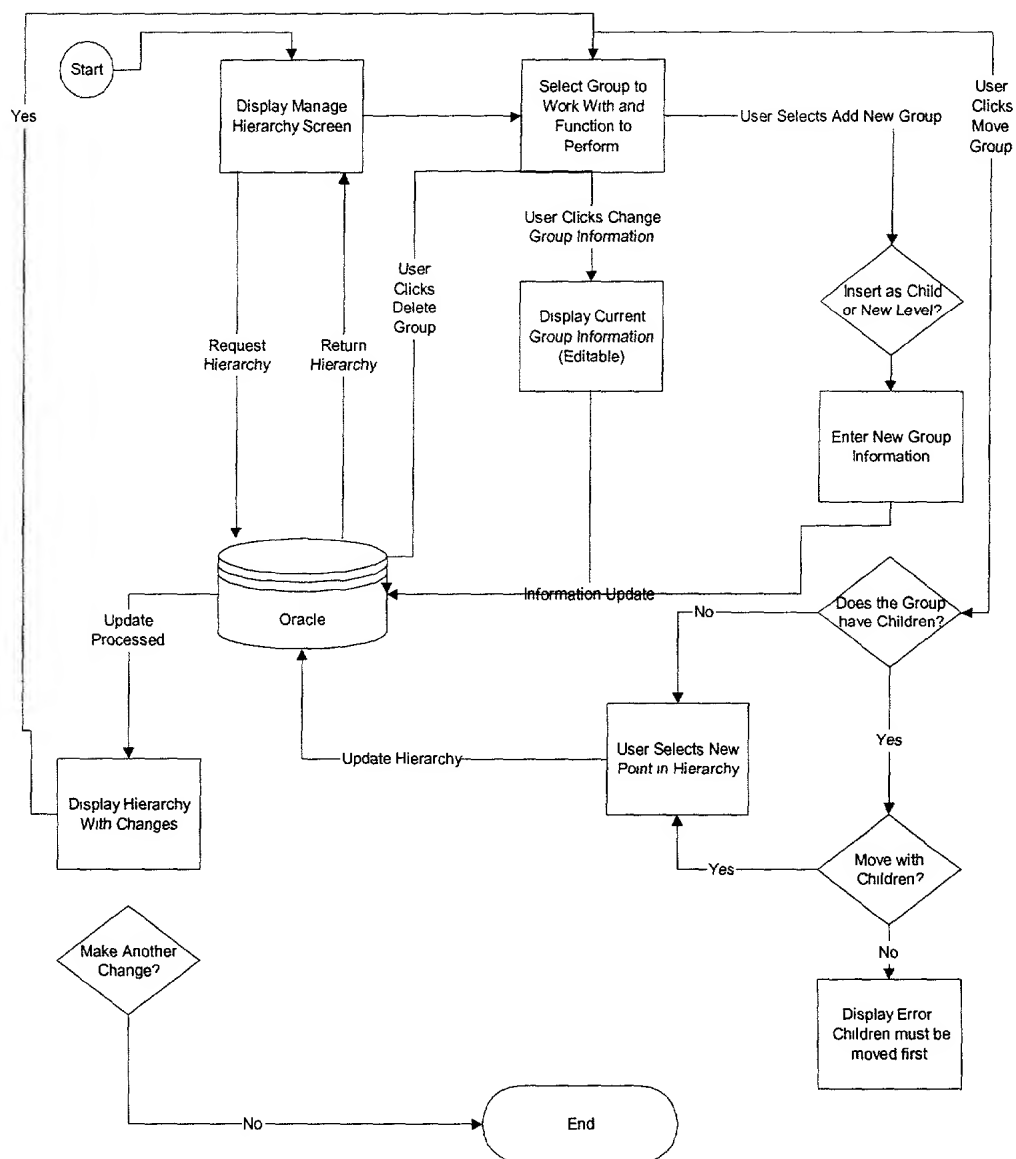 Start
Yes
Display Manage
Hierarchy Screen
Select Group to
Work With and
Function to
Perform
User Selects Add New Group
User
Clicks
Move
Group
User Clicks Change
Group Information
User
Clicks
Delete
Group
Insert as Child
or New Level?
Display Current
Group Information
(Editable)
Request
Hierarchy
Return
Hierarchy
Enter New Group
Information
Information Update
Oracle
Update
Processed
No
Does the Group
have Children?
Yes
User Selects New
Point in Hierarchy
Update Hierarchy
Display Hierarchy
With Changes
Yes
Move with
Children?
No
Make Another
Change?
Display Error
Children must be
moved first
No
End